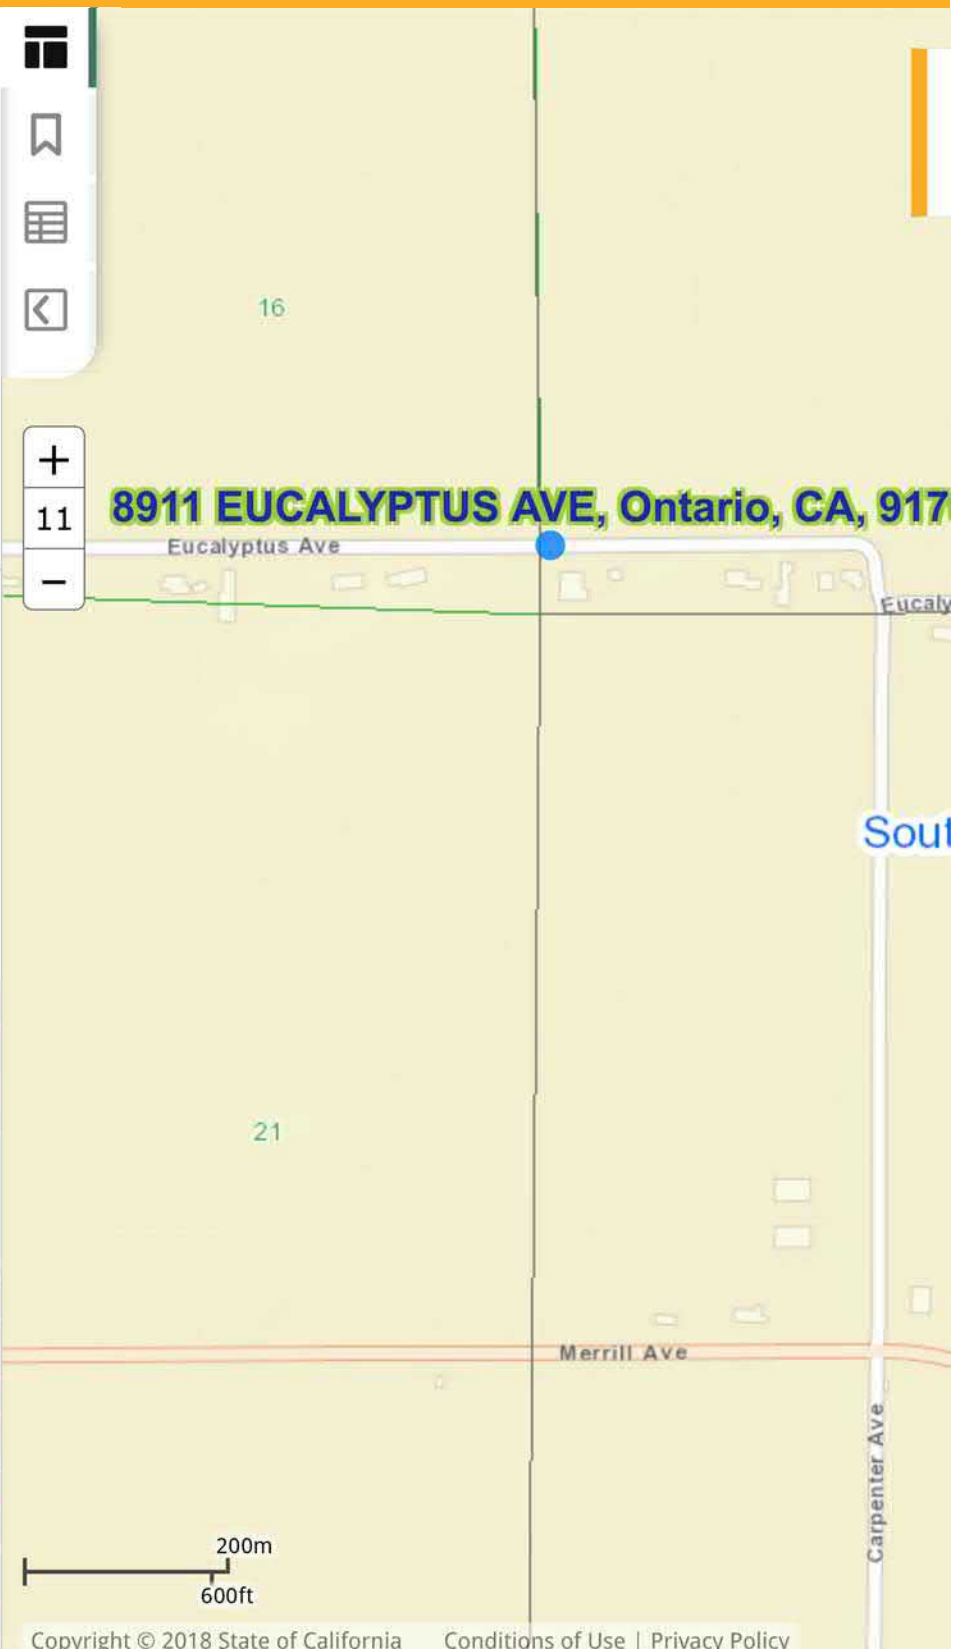 16
+
11
8911 EUCALYPTUS AVE, Ontario, CA, 917
Eucalyptus Ave
−
Eucaly
Sout
21
Merrill Ave
Carpenter Ave
200m
600ft
Copyright © 2018 State of California Conditions of Use | Privacy Policy